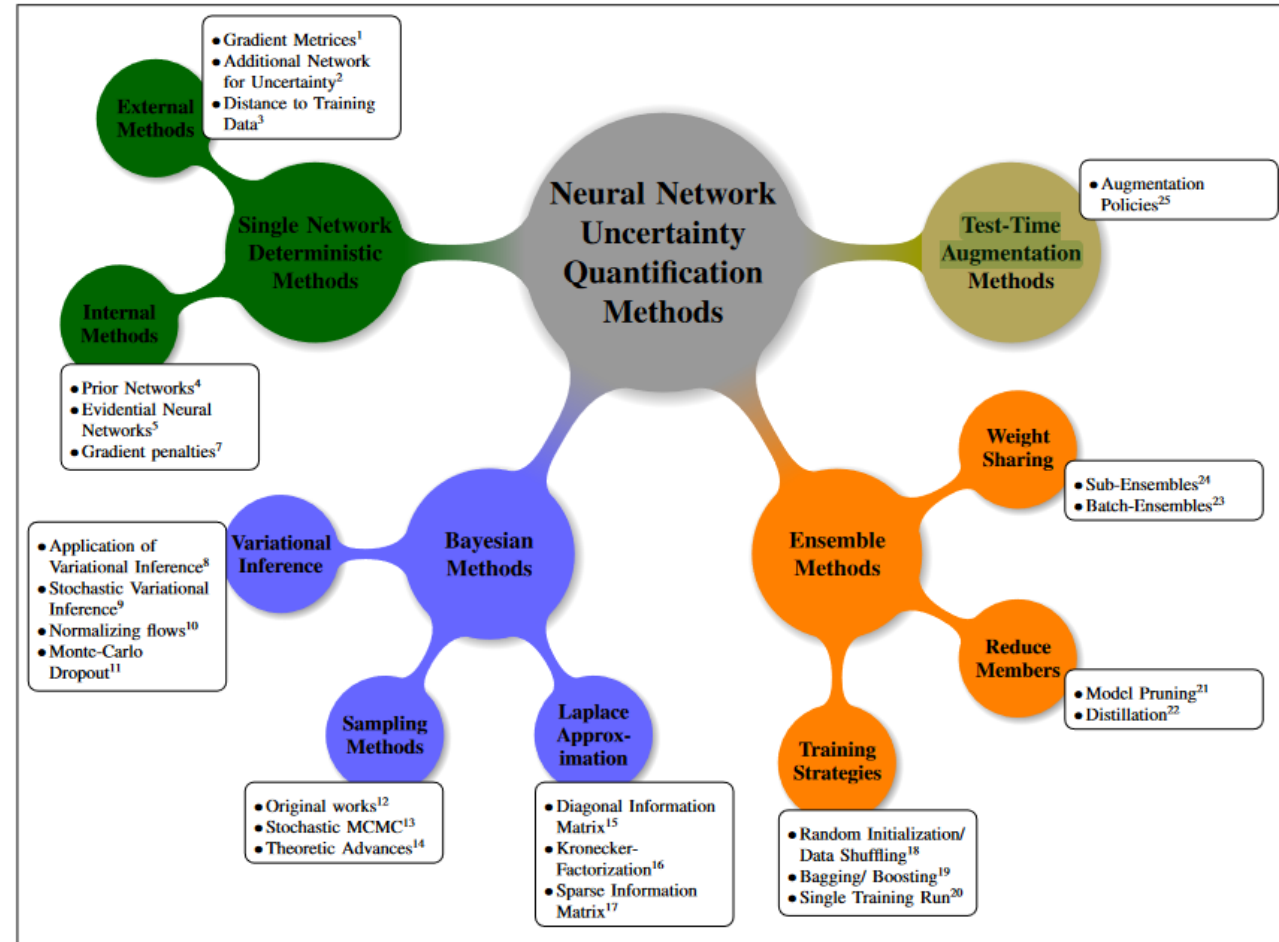 Neural Network
Uncertainty
Quantification
Methods
Single Network
Deterministic
Methods
External
Methods
● Gradient Metrices¹
● Additional Network
for Uncertainty²
● Distance to Training
Data³
Internal
Methods
● Prior Networks⁴
● Evidential Neural
Networks⁵
● Gradient penalties⁷
Bayesian
Methods
Variational
Inference
● Application of
Variational Inference⁸
● Stochastic Variational
Inference⁹
● Normalizing flows¹⁰
● Monte-Carlo
Dropout¹¹
Sampling
Methods
● Original works¹²
● Stochastic MCMC¹³
● Theoretic Advances¹⁴
Laplace
Approx-
imation
● Diagonal Information
Matrix¹⁵
● Kronecker-
Factorization¹⁶
● Sparse Information
Matrix¹⁷
Ensemble
Methods
Training
Strategies
● Random Initialization/
Data Shuffling¹⁸
● Bagging/ Boosting¹⁹
● Single Training Run²⁰
Reduce
Members
● Model Pruning²¹
● Distillation²²
Weight
Sharing
● Sub-Ensembles²⁴
● Batch-Ensembles²³
Test-Time
Augmentation
Methods
● Augmentation
Policies²⁵